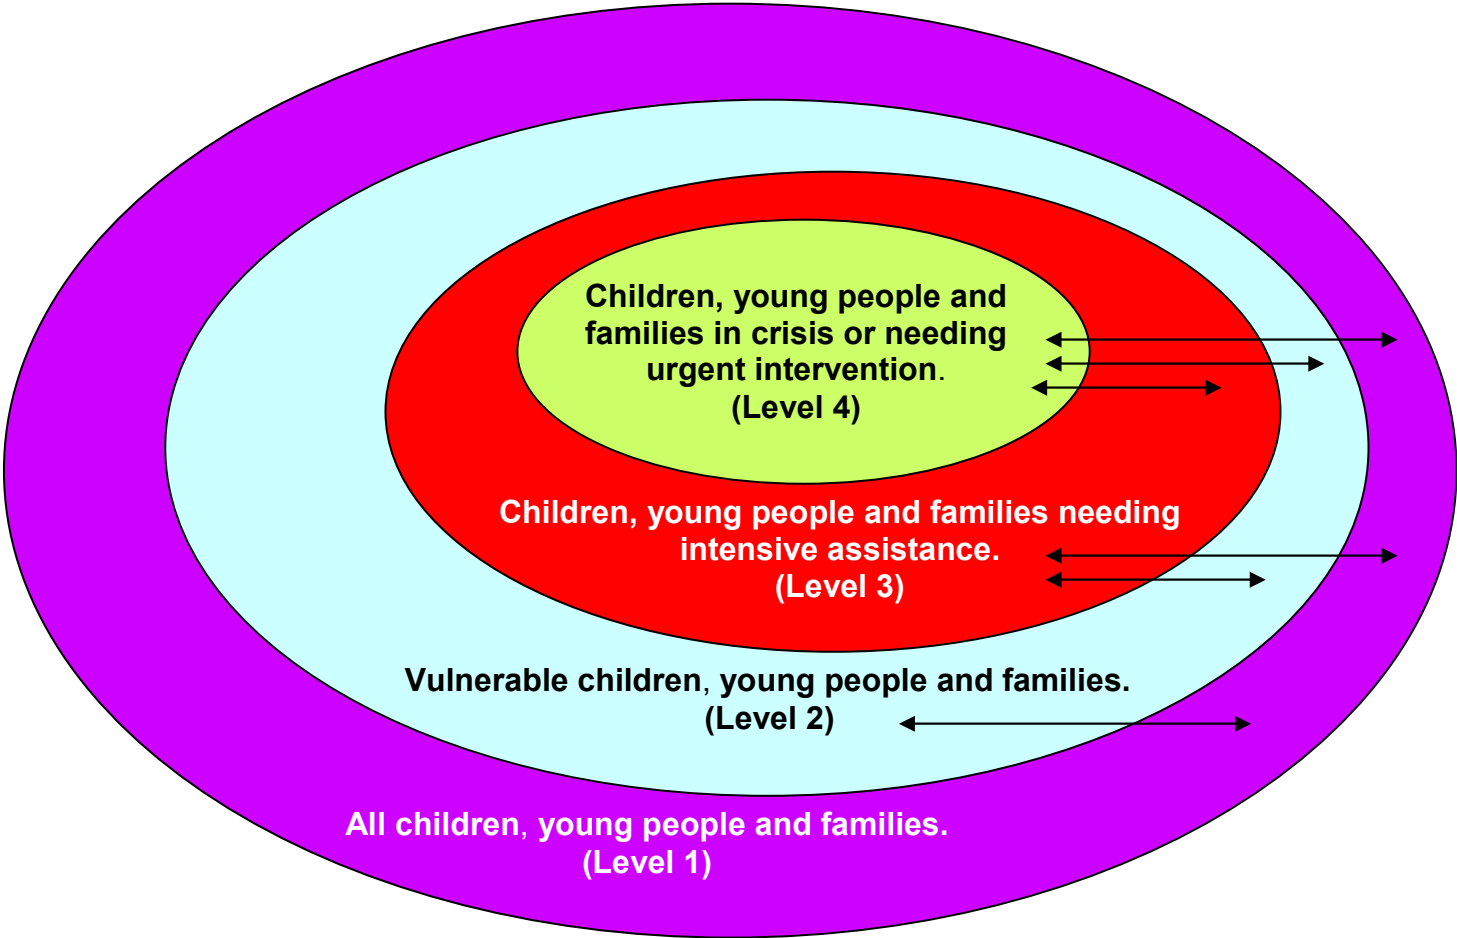 Children, young people and
families in crisis or needing
urgent intervention.
(Level 4)
Children, young people and families needing
intensive assistance.
(Level 3)
Vulnerable children, young people and families.
(Level 2)
All children, young people and families.
(Level 1)